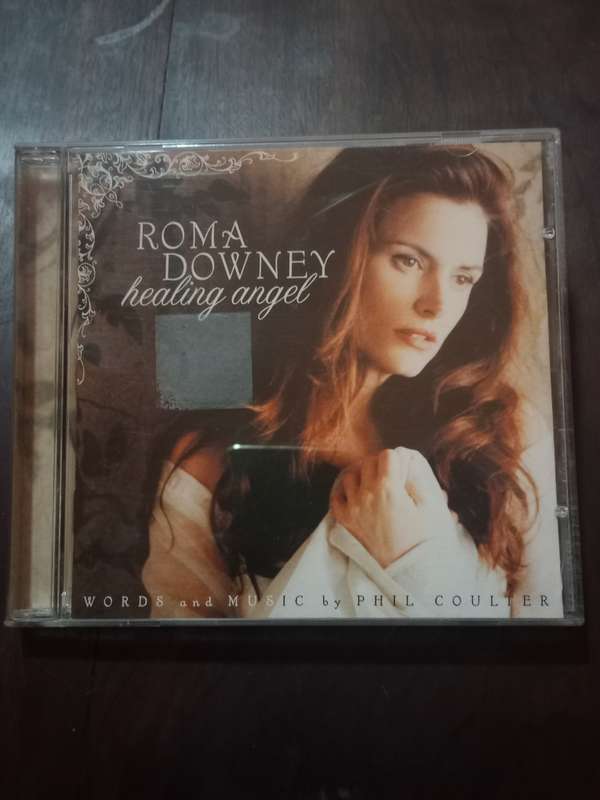 ROMA
DOWNEY
healing angel
WORDS and MUSIC by PHIL COULTER